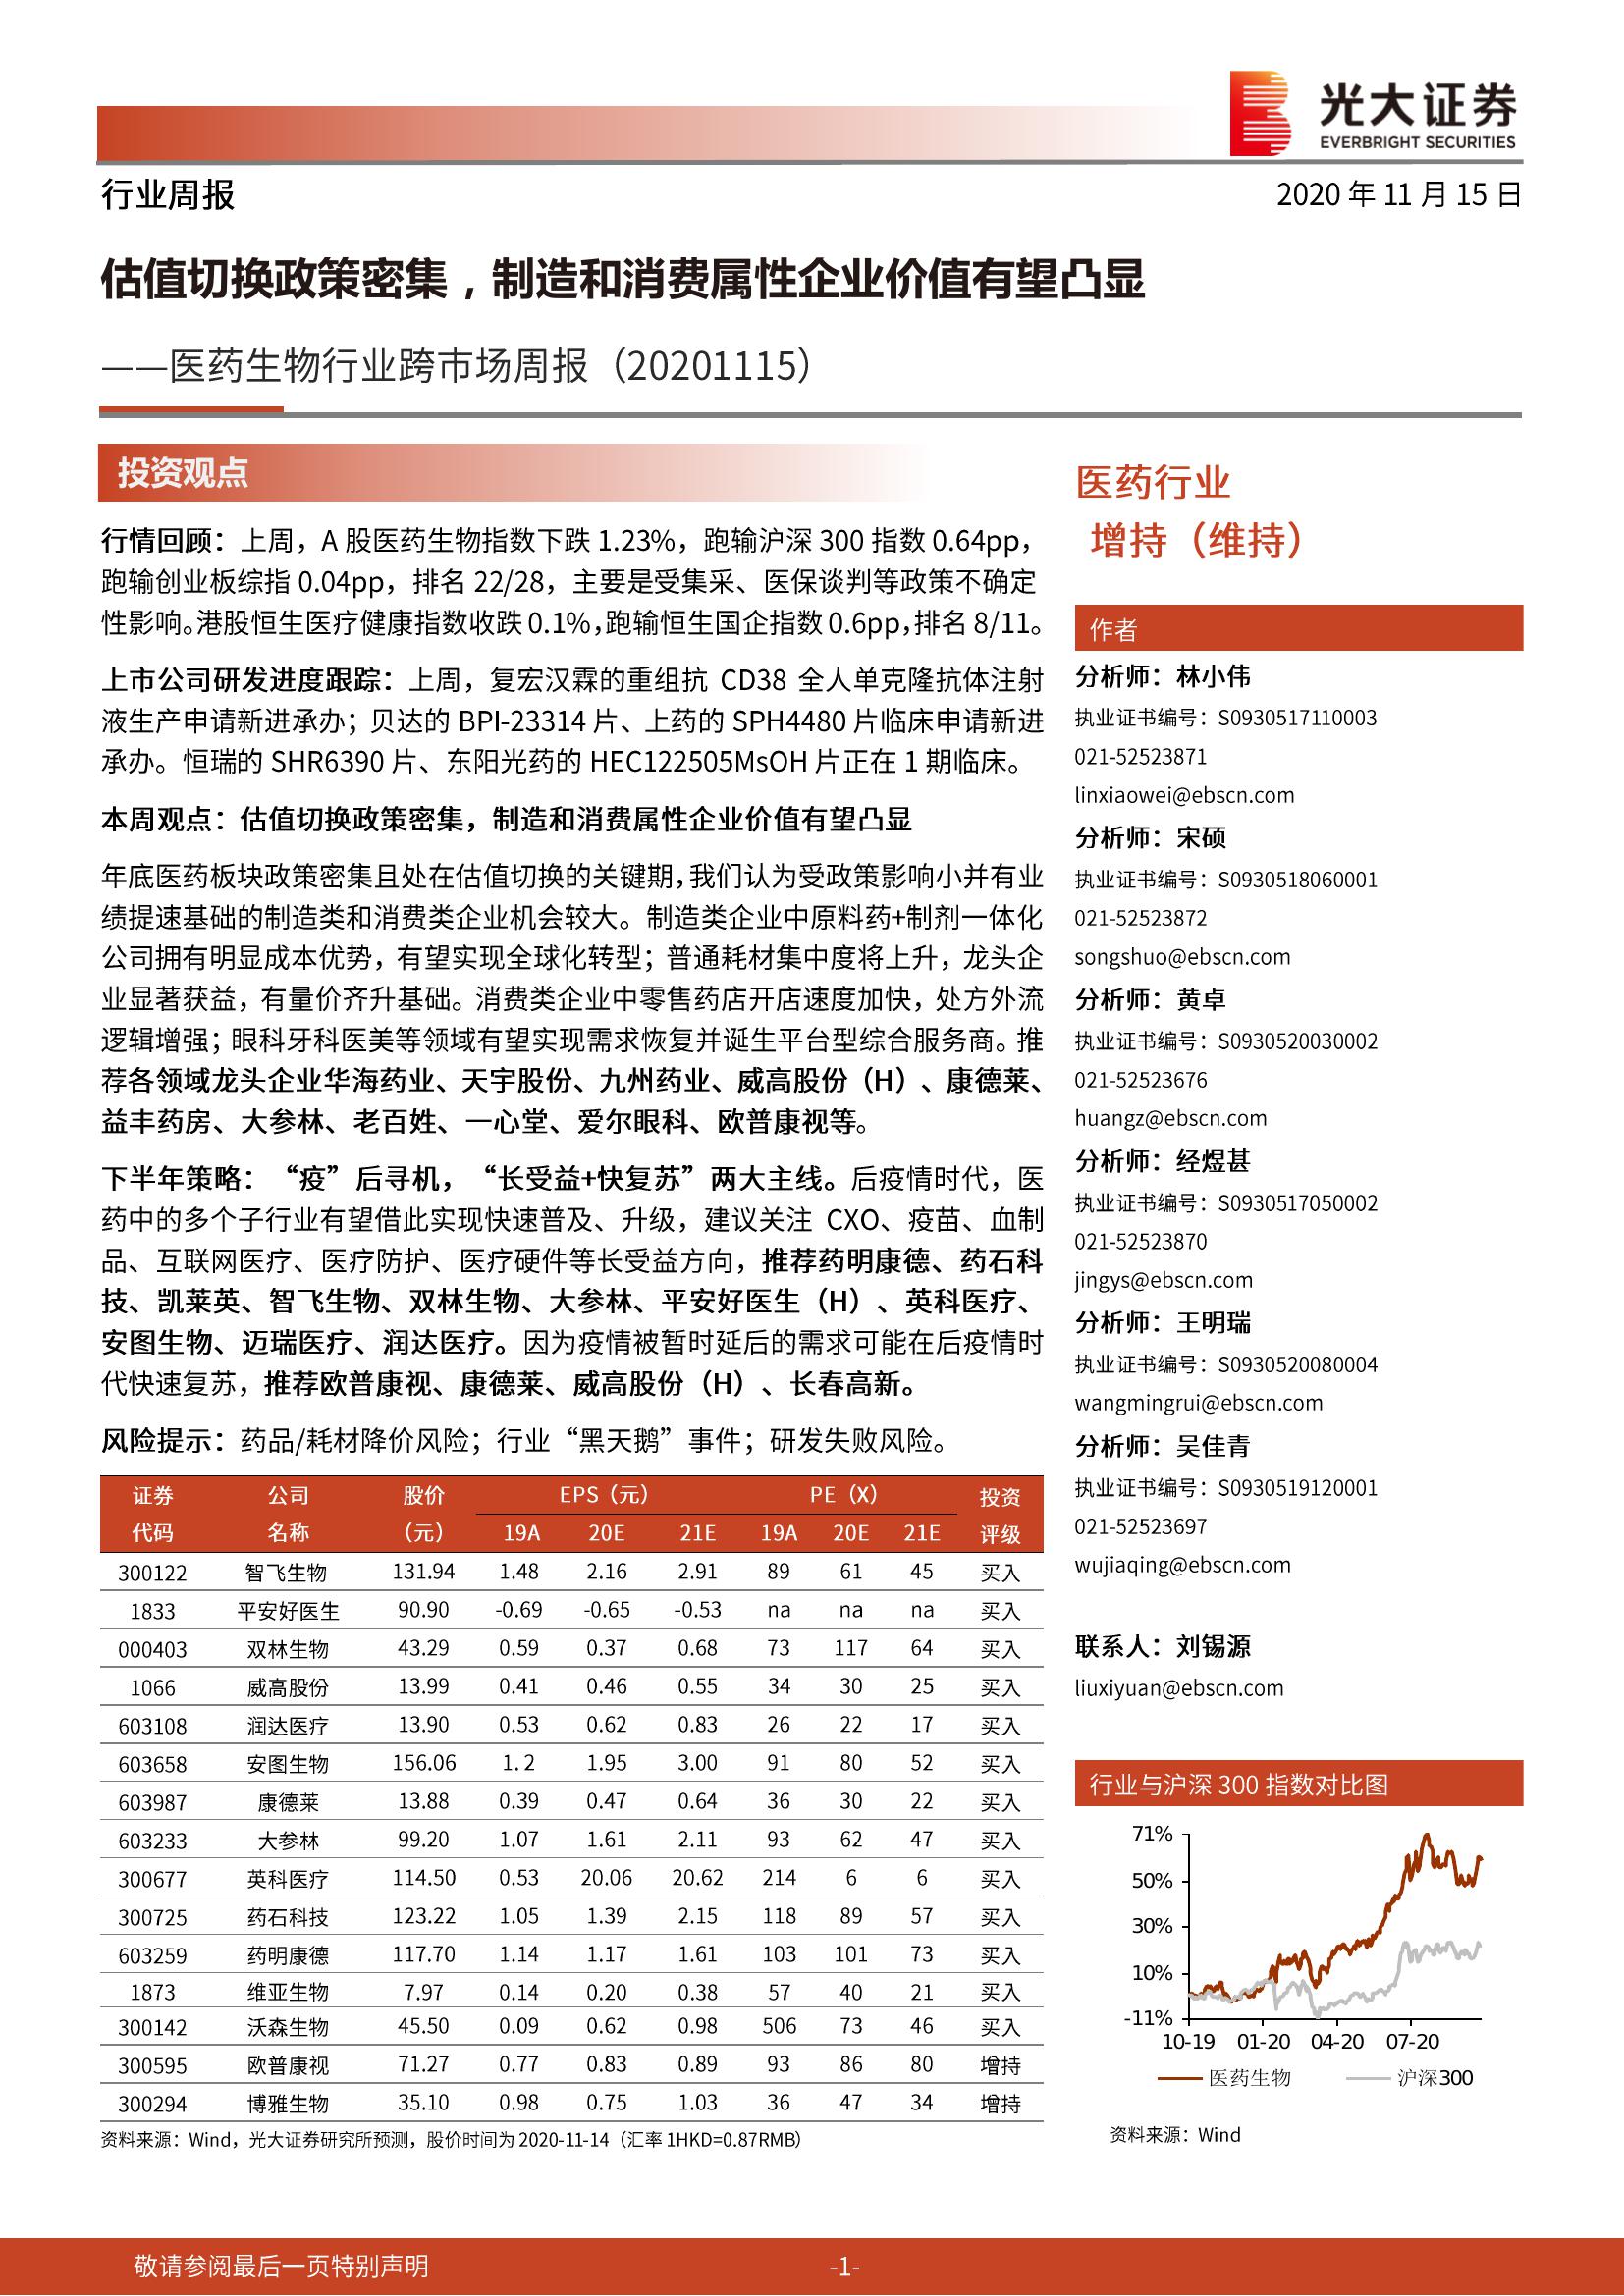 光大证券
EVERBRIGHT SECURITIES
行业周报
2020 年 11 月 15 日
估值切换政策密集，制造和消费属性企业价值有望凸显
——医药生物行业跨市场周报（20201115）
投资观点
行情回顾：上周，A 股医药生物指数下跌 1.23%，跑输沪深 300 指数 0.64pp，
跑输创业板综指 0.04pp，排名 22/28，主要是受集采、医保谈判等政策不确定
性影响。港股恒生医疗健康指数收跌 0.1%，跑输恒生国企指数 0.6pp，排名 8/11。
上市公司研发进度跟踪：上周，复宏汉霖的重组抗 CD38 全人单克隆抗体注射
液生产申请新进承办；贝达的 BPI-23314 片、上药的 SPH4480 片临床申请新进
承办。恒瑞的 SHR6390 片、东阳光药的 HEC122505MsOH 片正在 1 期临床。
本周观点：估值切换政策密集，制造和消费属性企业价值有望凸显
年底医药板块政策密集且处在估值切换的关键期，我们认为受政策影响小并有业
绩提速基础的制造类和消费类企业机会较大。制造类企业中原料药+制剂一体化
公司拥有明显成本优势，有望实现全球化转型；普通耗材集中度将上升，龙头企
业显著获益，有量价齐升基础。消费类企业中零售药店开店速度加快，处方外流
逻辑增强；眼科牙科医美等领域有望实现需求恢复并诞生平台型综合服务商。推
荐各领域龙头企业华海药业、天宇股份、九州药业、威高股份（H）、康德莱、
益丰药房、大参林、老百姓、一心堂、爱尔眼科、欧普康视等。
下半年策略：“疫”后寻机，“长受益+快复苏”两大主线。后疫情时代，医
药中的多个子行业有望借此实现快速普及、升级，建议关注 CXO、疫苗、血制
品、互联网医疗、医疗防护、医疗硬件等长受益方向，推荐药明康德、药石科
技、凯莱英、智飞生物、双林生物、大参林、平安好医生（H）、英科医疗、
安图生物、迈瑞医疗、润达医疗。因为疫情被暂时延后的需求可能在后疫情时
代快速复苏，推荐欧普康视、康德莱、威高股份（H）、长春高新。
风险提示：药品/耗材降价风险；行业“黑天鹅”事件；研发失败风险。
证券 公司 股价 EPS（元） PE（X） 投资
代码 名称 （元） 19A 20E 21E 19A 20E 21E 评级
300122 智飞生物 131.94 1.48 2.16 2.91 89 61 45 买入
1833 平安好医生 90.90 -0.69 -0.65 -0.53 na na na 买入
000403 双林生物 43.29 0.59 0.37 0.68 73 117 64 买入
1066 威高股份 13.99 0.41 0.46 0.55 34 30 25 买入
603108 润达医疗 13.90 0.53 0.62 0.83 26 22 17 买入
603658 安图生物 156.06 1.2 1.95 3.00 91 80 52 买入
603987 康德莱 13.88 0.39 0.47 0.64 36 30 22 买入
603233 大参林 99.20 1.07 1.61 2.11 93 62 47 买入
300677 英科医疗 114.50 0.53 20.06 20.62 214 6 6 买入
300725 药石科技 123.22 1.05 1.39 2.15 118 89 57 买入
603259 药明康德 117.70 1.14 1.17 1.61 103 101 73 买入
1873 维亚生物 7.97 0.14 0.20 0.38 57 40 21 买入
300142 沃森生物 45.50 0.09 0.62 0.98 506 73 46 买入
300595 欧普康视 71.27 0.77 0.83 0.89 93 86 80 增持
300294 博雅生物 35.10 0.98 0.75 1.03 36 47 34 增持
资料来源：Wind，光大证券研究所预测，股价时间为 2020-11-14（汇率 1HKD=0.87RMB）
医药行业
增持（维持）
作者
分析师：林小伟
执业证书编号：S0930517110003
021-52523871
linxiaowei@ebscn.com
分析师：宋硕
执业证书编号：S0930518060001
021-52523872
songshuo@ebscn.com
分析师：黄卓
执业证书编号：S0930520030002
021-52523676
huangz@ebscn.com
分析师：经煜甚
执业证书编号：S0930517050002
021-52523870
jingys@ebscn.com
分析师：王明瑞
执业证书编号：S0930520080004
wangmingrui@ebscn.com
分析师：吴佳青
执业证书编号：S0930519120001
021-52523697
wujiaqing@ebscn.com
联系人：刘锡源
liuxiyuan@ebscn.com
行业与沪深 300 指数对比图
71%
50%
30%
10%
-11%
10-19 01-20 04-20 07-20
医药生物 沪深300
资料来源：Wind
敬请参阅最后一页特别声明
-1-